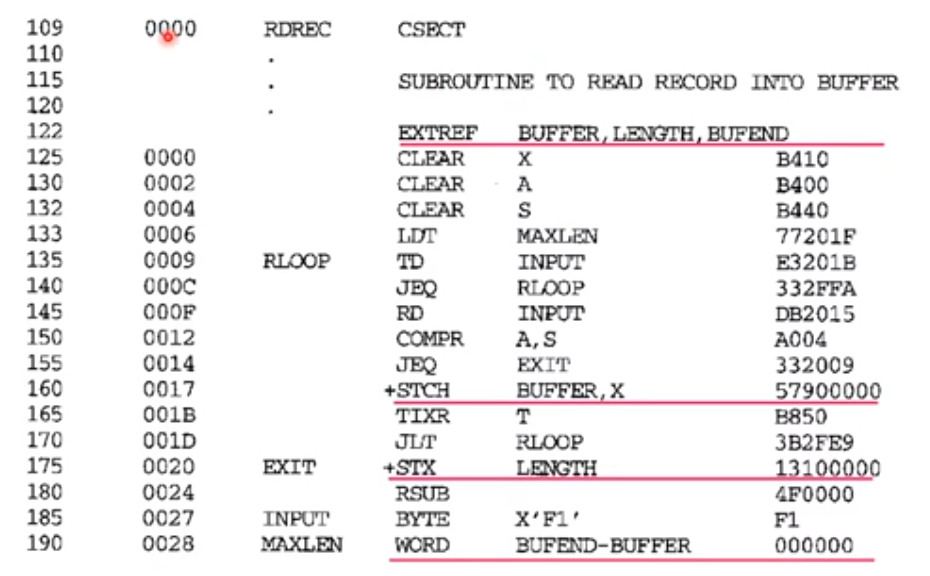 109 0000 RDREC CSECT
110 .
115 . SUBROUTINE TO READ RECORD INTO BUFFER
120 .
122 EXTREF BUFFER,LENGTH,BUFEND
125 0000 CLEAR X B410
130 0002 CLEAR A B400
132 0004 CLEAR S B440
133 0006 LDT MAXLEN 77201F
135 0009 RLOOP TD INPUT E3201B
140 000C JEQ RLOOP 332FFA
145 000F RD INPUT DB2015
150 0012 COMPR A,S A004
155 0014 JEQ EXIT 332009
160 0017 +STCH BUFFER,X 57900000
165 001B TIXR T B850
170 001D JLT RLOOP 3B2FE9
175 0020 EXIT +STX LENGTH 13100000
180 0024 RSUB 4F0000
185 0027 INPUT BYTE X'F1' F1
190 0028 MAXLEN WORD BUFEND-BUFFER 000000